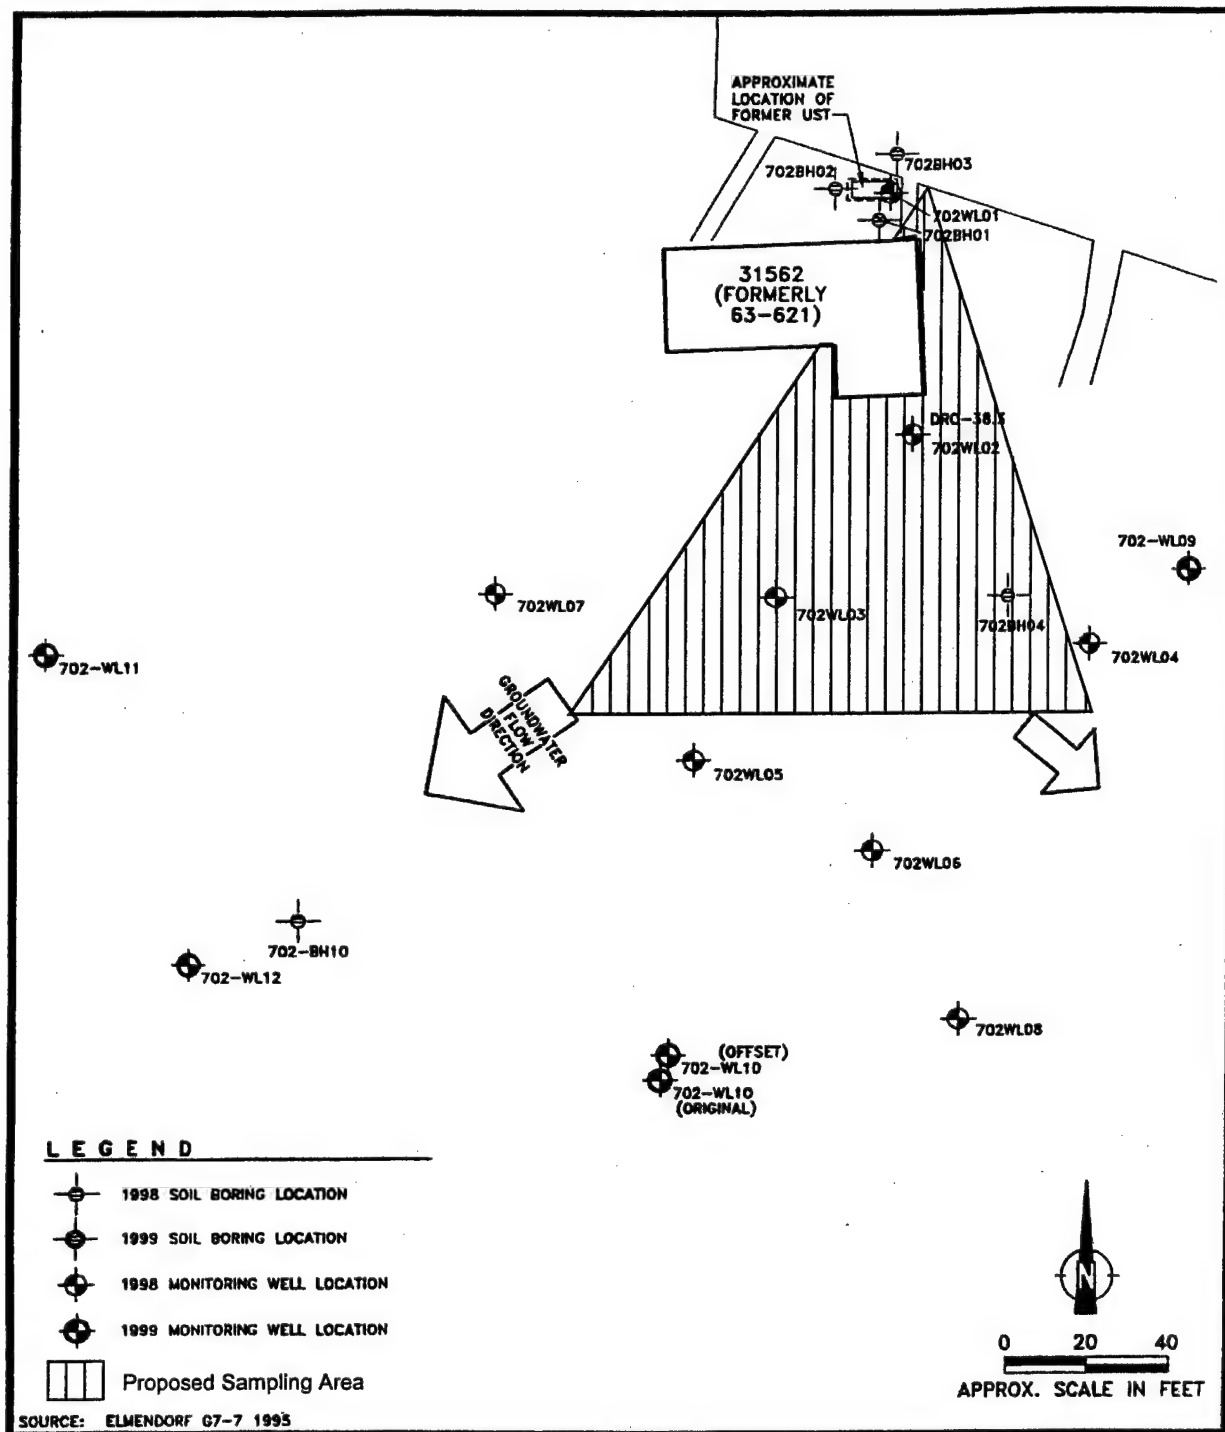 APPROXIMATE
LOCATION OF
FORMER UST
702BH03
702BH02
702WL01
702BH01
31562
(FORMERLY
63-621)
DRO-38.3
702WL02
702-WL09
702WL07
702WL03
702BH04
702WL04
702-WL11
GROUNDWATER
FLOW
DIRECTION
702WL05
702WL06
702-BH10
702-WL12
702WL08
(OFFSET)
702-WL10
702-WL10
(ORIGINAL)
LEGEND
1998 SOIL BORING LOCATION
1999 SOIL BORING LOCATION
1998 MONITORING WELL LOCATION
1999 MONITORING WELL LOCATION
Proposed Sampling Area
N
0 20 40
APPROX. SCALE IN FEET
SOURCE: ELMENDORF G7-7 1995